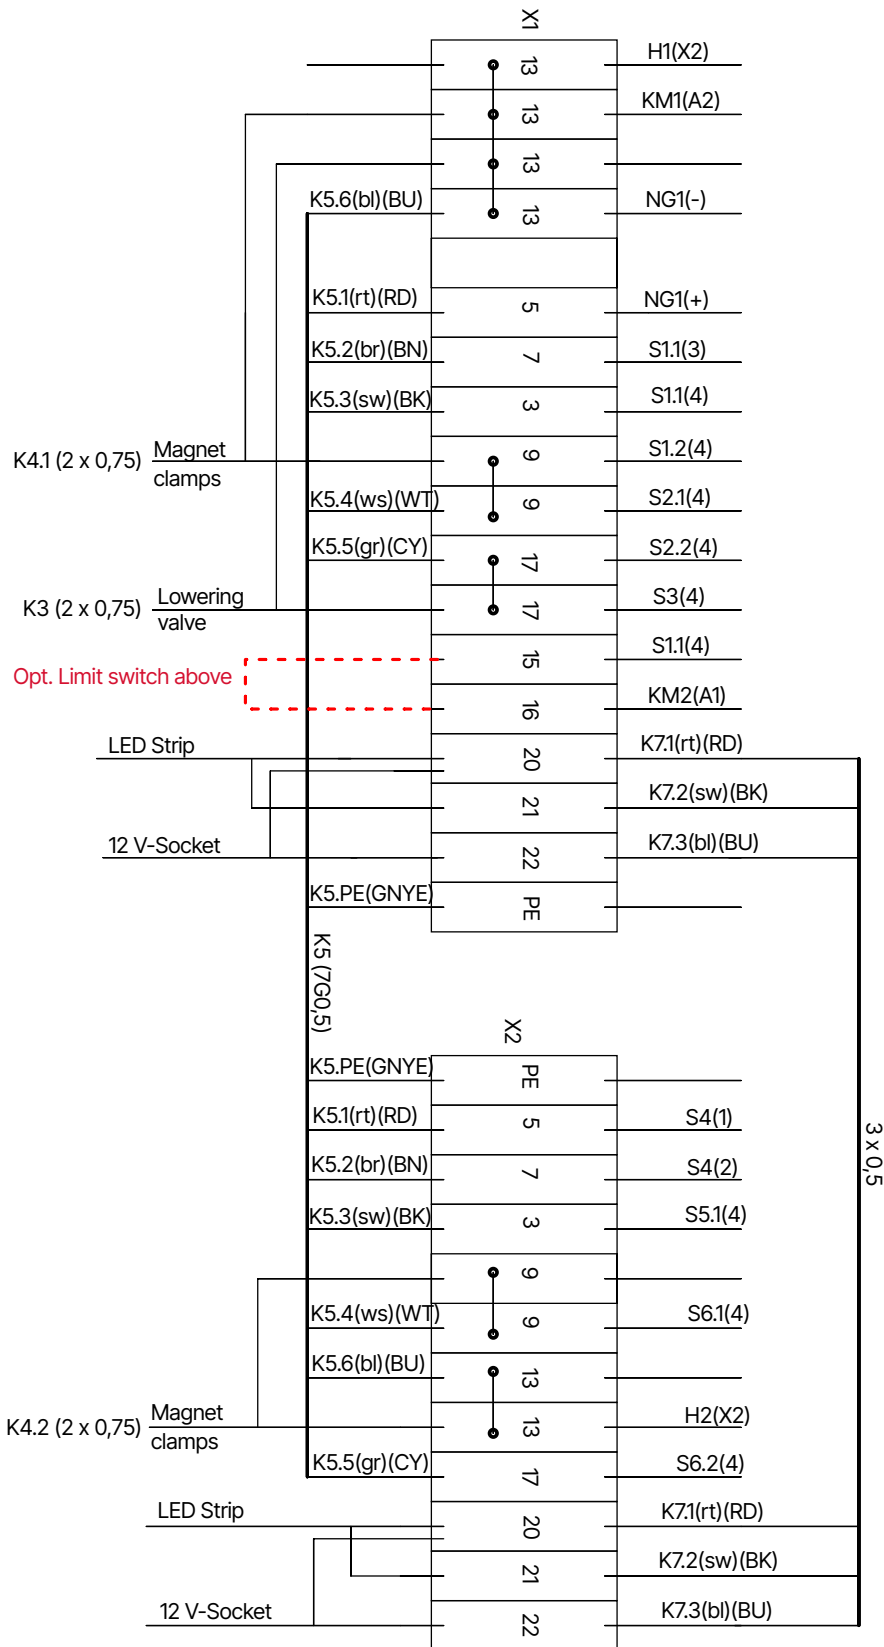 X1
13 H1(X2)
13 KM1(A2)
13
K5.6(bl)(BU) 13 NG1(-)
K5.1(rt)(RD) 5 NG1(+)
K5.2(br)(BN) 7 S1.1(3)
K5.3(sw)(BK) 3 S1.1(4)
K4.1 (2 x 0,75) Magnet clamps 9 S1.2(4)
K5.4(ws)(WT) 9 S2.1(4)
K5.5(gr)(CY) 17 S2.2(4)
K3 (2 x 0,75) Lowering valve 17 S3(4)
15 S1.1(4)
Opt. Limit switch above
16 KM2(A1)
LED Strip 20 K7.1(rt)(RD)
21 K7.2(sw)(BK)
12 V-Socket 22 K7.3(bl)(BU)
K5.PE(GNYE) PE
K5 (7G0,5)
X2
K5.PE(GNYE) PE
K5.1(rt)(RD) 5 S4(1)
3 x 0,5
K5.2(br)(BN) 7 S4(2)
K5.3(sw)(BK) 3 S5.1(4)
9
K5.4(ws)(WT) 9 S6.1(4)
K5.6(bl)(BU) 13
K4.2 (2 x 0,75) Magnet clamps 13 H2(X2)
K5.5(gr)(CY) 17 S6.2(4)
LED Strip 20 K7.1(rt)(RD)
21 K7.2(sw)(BK)
12 V-Socket 22 K7.3(bl)(BU)